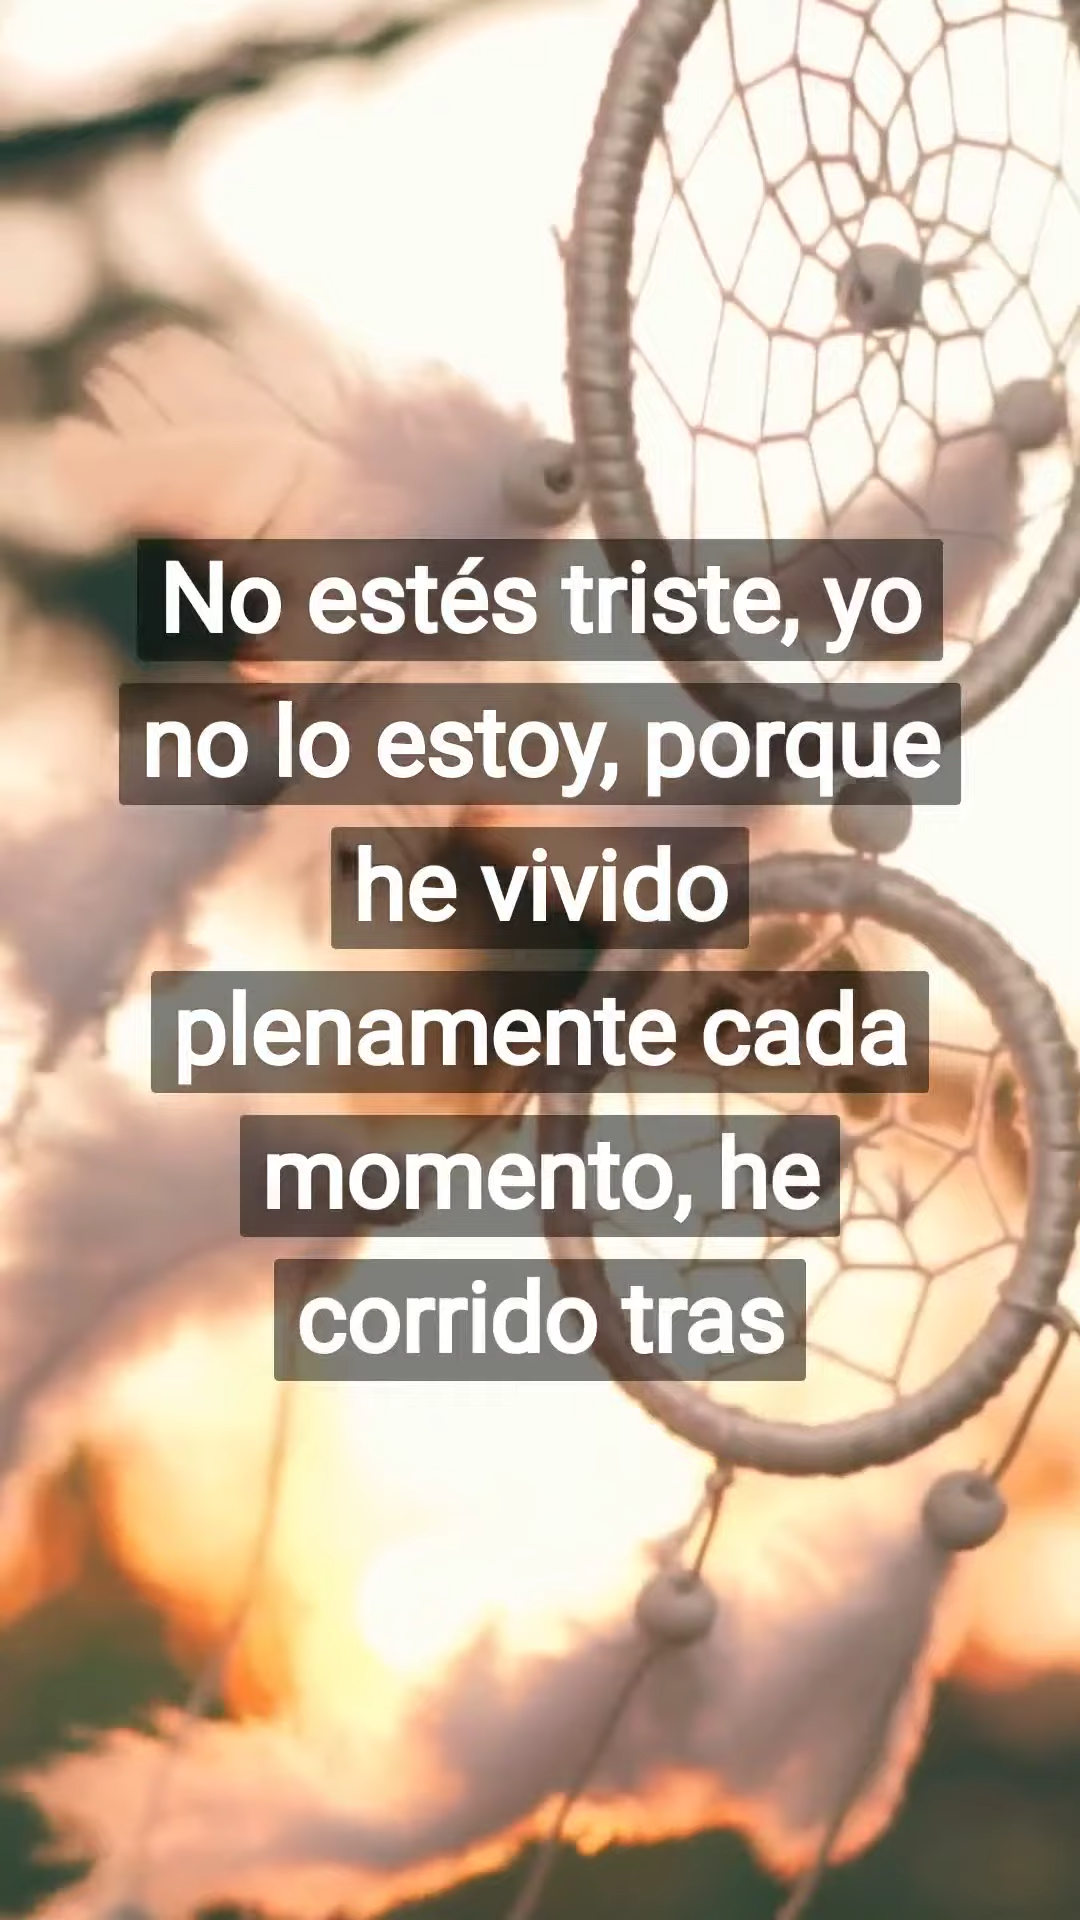 No estés triste, yo
no lo estoy, porque
he vivido
plenamente cada
momento, he
corrido tras